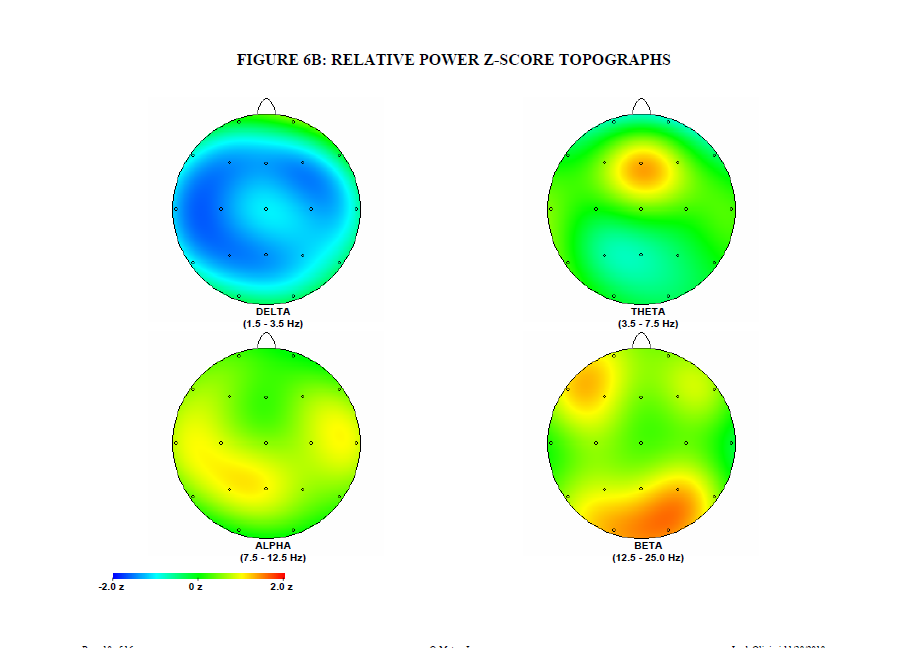 FIGURE 6B: RELATIVE POWER Z-SCORE TOPOGRAPHS
DELTA
(1.5 - 3.5 Hz)
THETA
(3.5 - 7.5 Hz)
ALPHA
(7.5 - 12.5 Hz)
BETA
(12.5 - 25.0 Hz)
-2.0 z 0 z 2.0 z